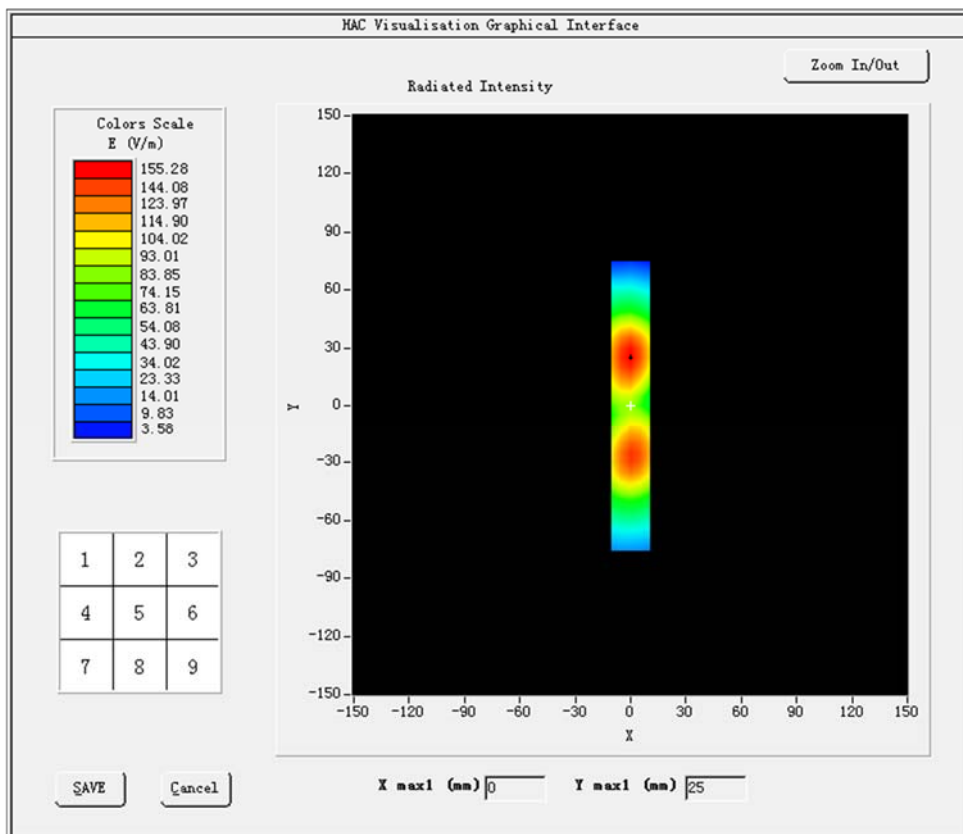 HAC Visualisation Graphical Interface
Zoom In/Out
Radiated Intensity
Colors Scale
E (V/m)
155.28
144.08
123.97
114.90
104.02
93.01
83.85
74.15
63.81
54.08
43.90
34.02
23.33
14.01
9.83
3.58
150
120
90
60
30
0
-30
-60
-90
-120
-150
Y
-150 -120 -90 -60 -30 0 30 60 90 120 150
X
1 2 3
4 5 6
7 8 9
SAVE Cancel
X max1 (mm) 0 Y max1 (mm) 25